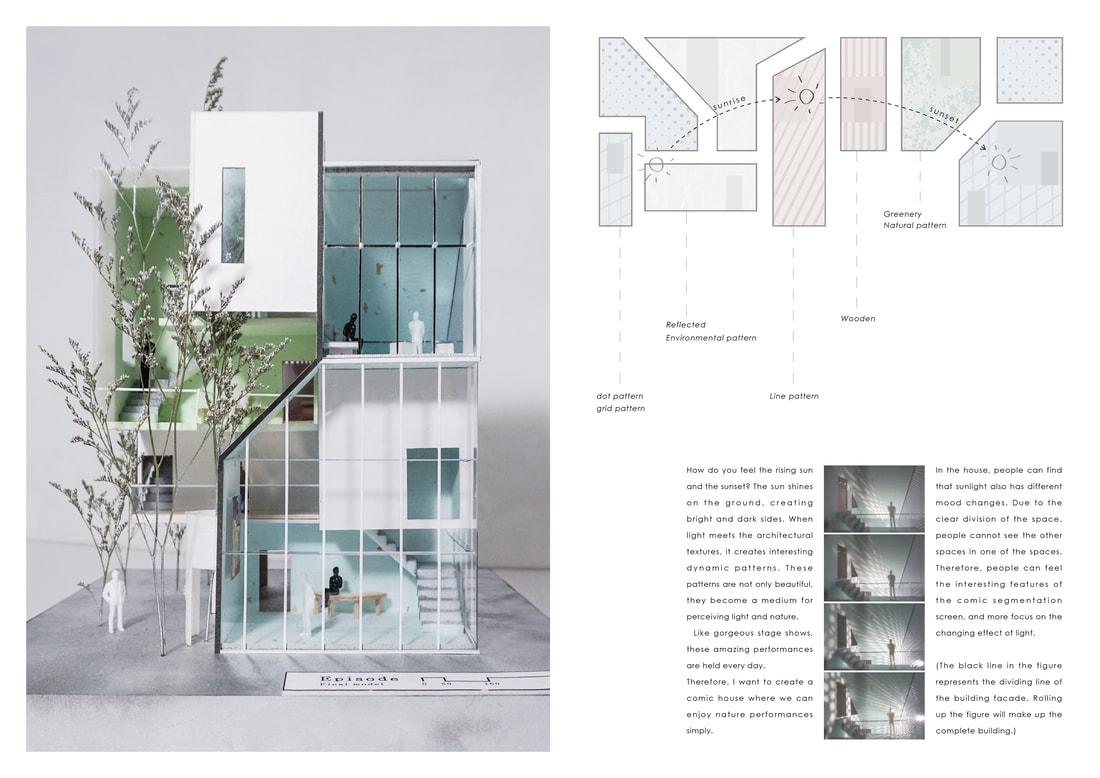 sunrise
sunset
Greenery
Natural pattern
Wooden
Reflected
Environmental pattern
dot pattern
grid pattern
Line pattern
Episode
Final model
0 50 100
How do you feel the rising sun
and the sunset? The sun shines
on the ground, creating
bright and dark sides. When
light meets the architectural
textures, it creates interesting
dynamic patterns. These
patterns are not only beautiful,
they become a medium for
perceiving light and nature.
Like gorgeous stage shows,
these amazing performances
are held every day.
Therefore, I want to create a
comic house where we can
enjoy nature performances
simply.
In the house, people can find
that sunlight also has different
mood changes. Due to the
clear division of the space,
people cannot see the other
spaces in one of the spaces.
Therefore, people can feel
the interesting features of
the comic segmentation
screen, and more focus on the
changing effect of light.
(The black line in the figure
represents the dividing line of
the building facade. Rolling
up the figure will make up the
complete building.)